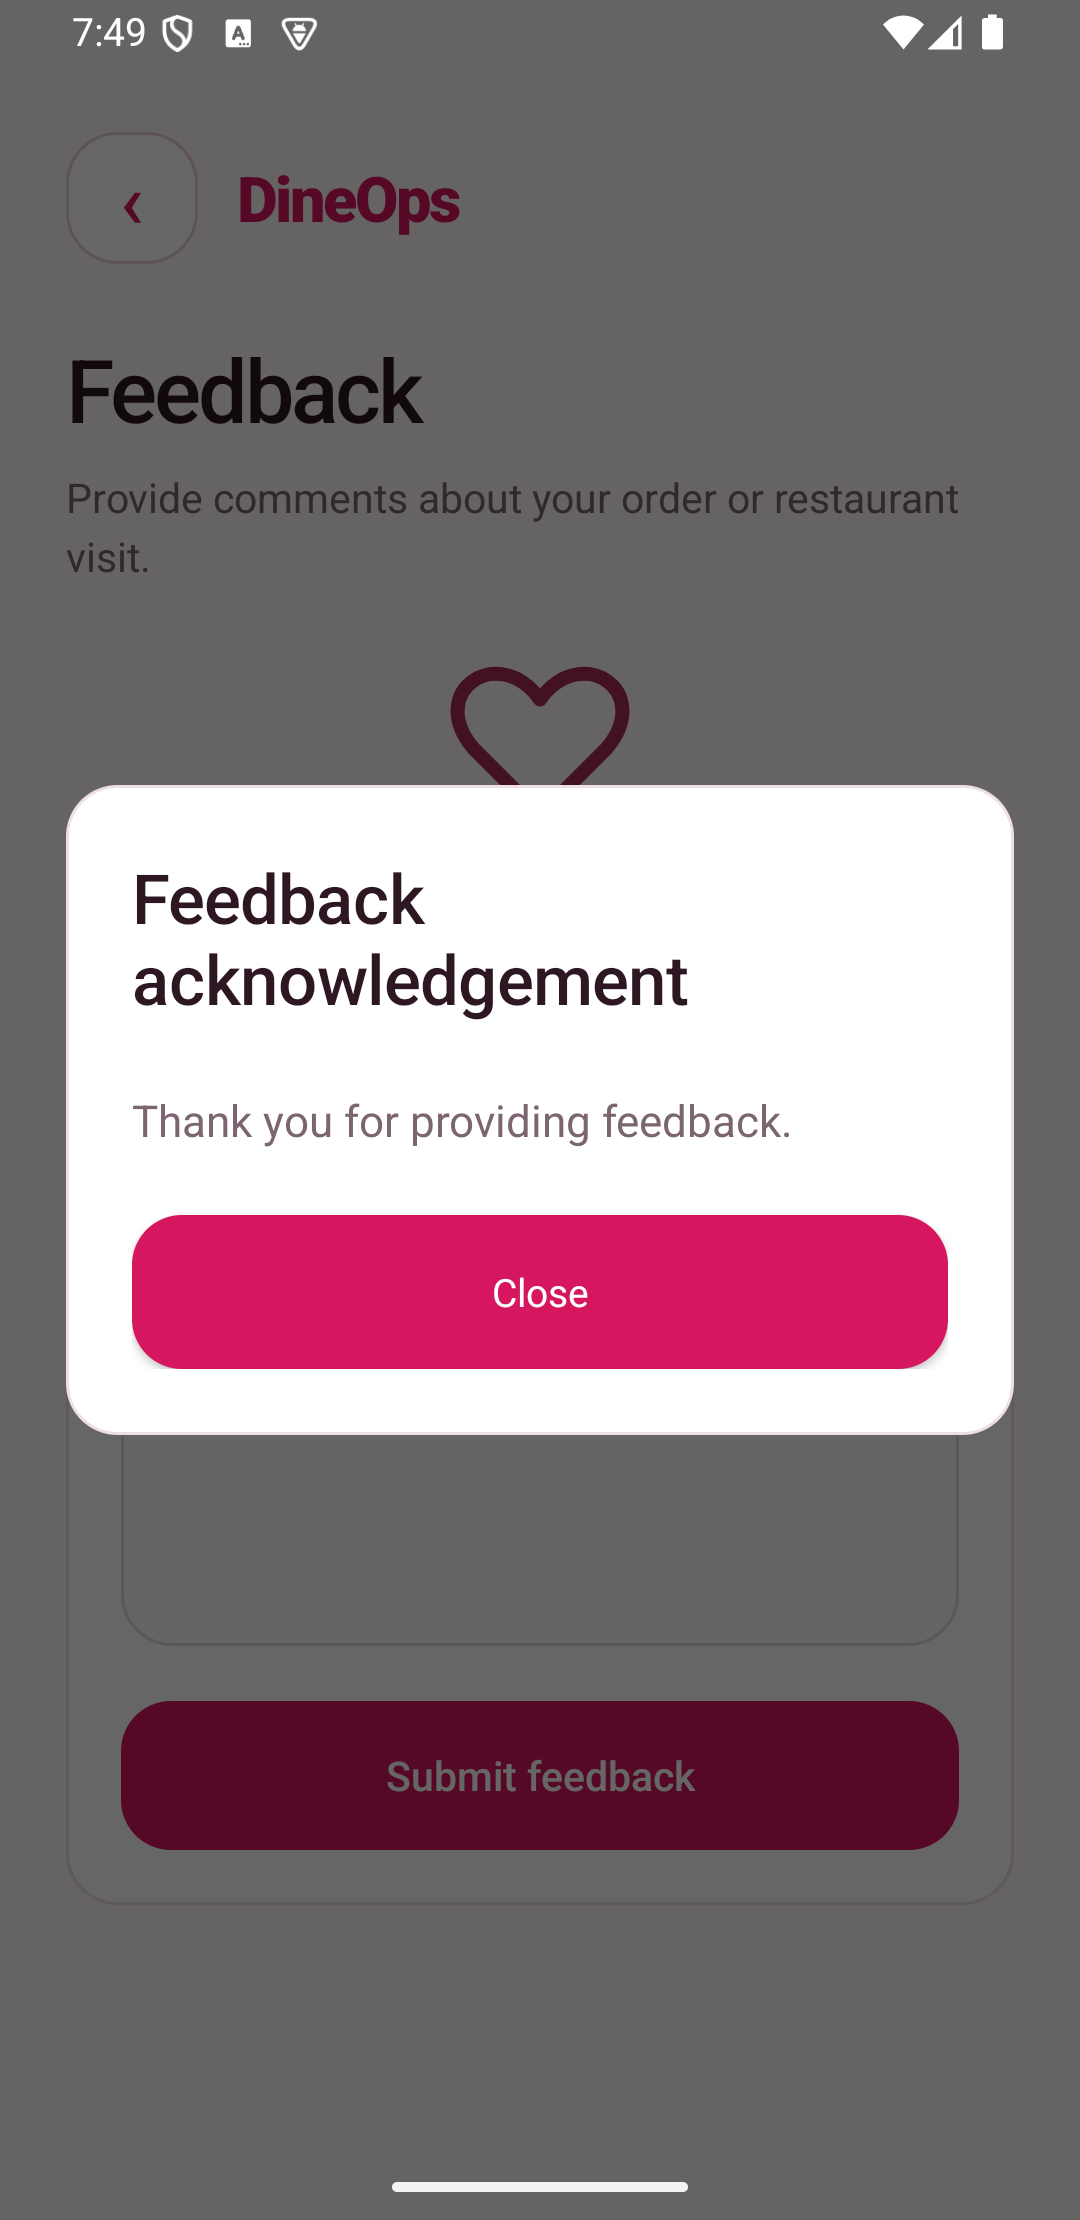 7:49
DineOps
Feedback
Provide comments about your order or restaurant
visit.
Feedback
acknowledgement
Thank you for providing feedback.
Close
Submit feedback